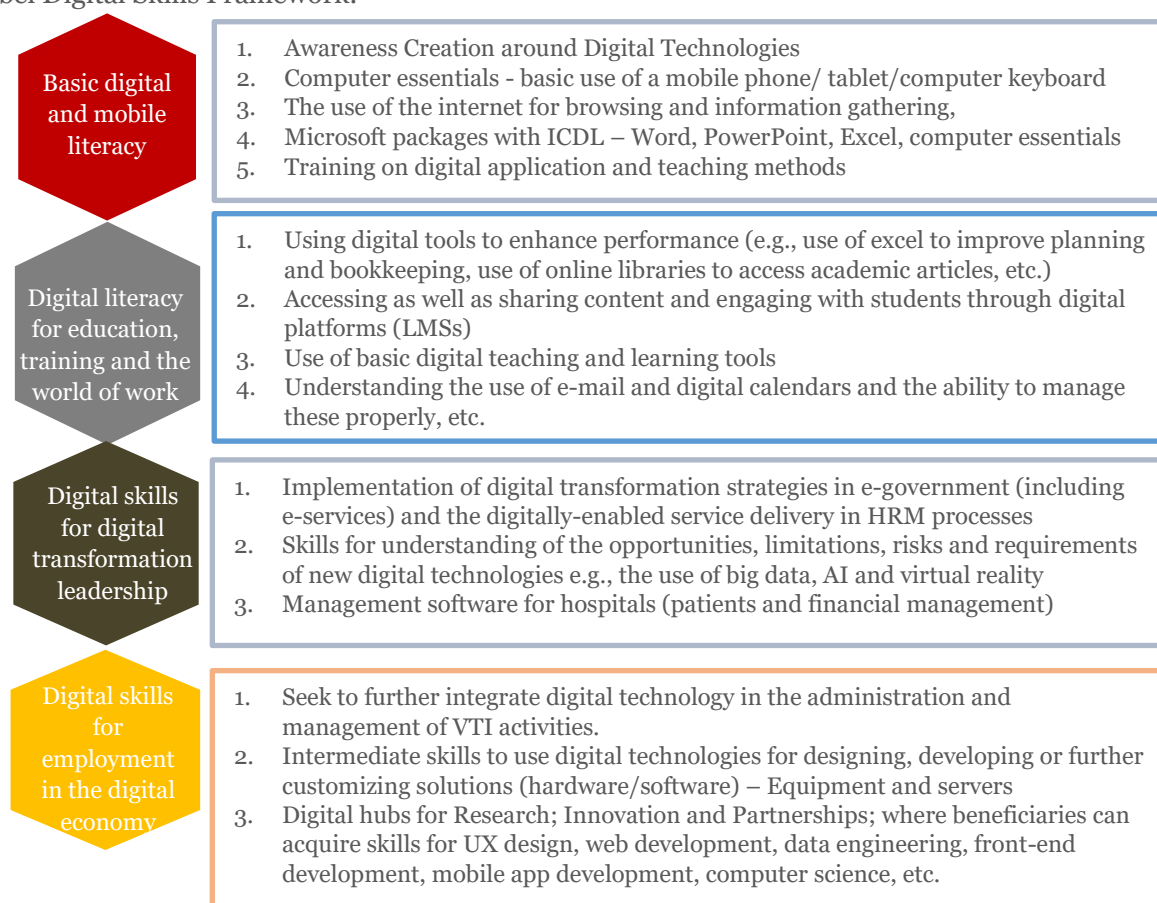 Digital Skills Framework.
Basic digital
and mobile
literacy
1. Awareness Creation around Digital Technologies
2. Computer essentials - basic use of a mobile phone/ tablet/computer keyboard
3. The use of the internet for browsing and information gathering,
4. Microsoft packages with ICDL – Word, PowerPoint, Excel, computer essentials
5. Training on digital application and teaching methods
Digital literacy
for education,
training and the
world of work
1. Using digital tools to enhance performance (e.g., use of excel to improve planning
and bookkeeping, use of online libraries to access academic articles, etc.)
2. Accessing as well as sharing content and engaging with students through digital
platforms (LMSs)
3. Use of basic digital teaching and learning tools
4. Understanding the use of e-mail and digital calendars and the ability to manage
these properly, etc.
Digital skills
for digital
transformation
leadership
1. Implementation of digital transformation strategies in e-government (including
e-services) and the digitally-enabled service delivery in HRM processes
2. Skills for understanding of the opportunities, limitations, risks and requirements
of new digital technologies e.g., the use of big data, AI and virtual reality
3. Management software for hospitals (patients and financial management)
Digital skills
for
employment
in the digital
economy
1. Seek to further integrate digital technology in the administration and
management of VTI activities.
2. Intermediate skills to use digital technologies for designing, developing or further
customizing solutions (hardware/software) – Equipment and servers
3. Digital hubs for Research; Innovation and Partnerships; where beneficiaries can
acquire skills for UX design, web development, data engineering, front-end
development, mobile app development, computer science, etc.